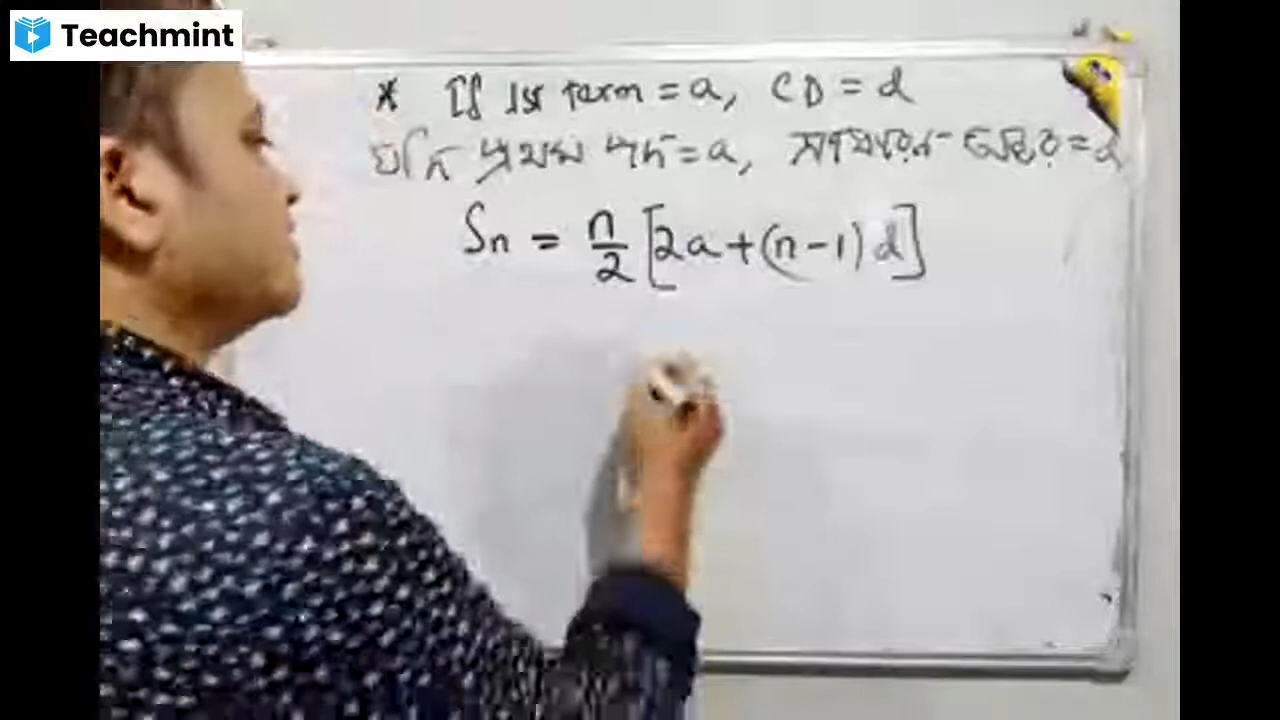 Teachmint
* If 1st term = a, CD = d
যদি প্রথম পদ = a, সাধারণ অন্তর = d
Sn = n/2 [2a + (n-1) d]